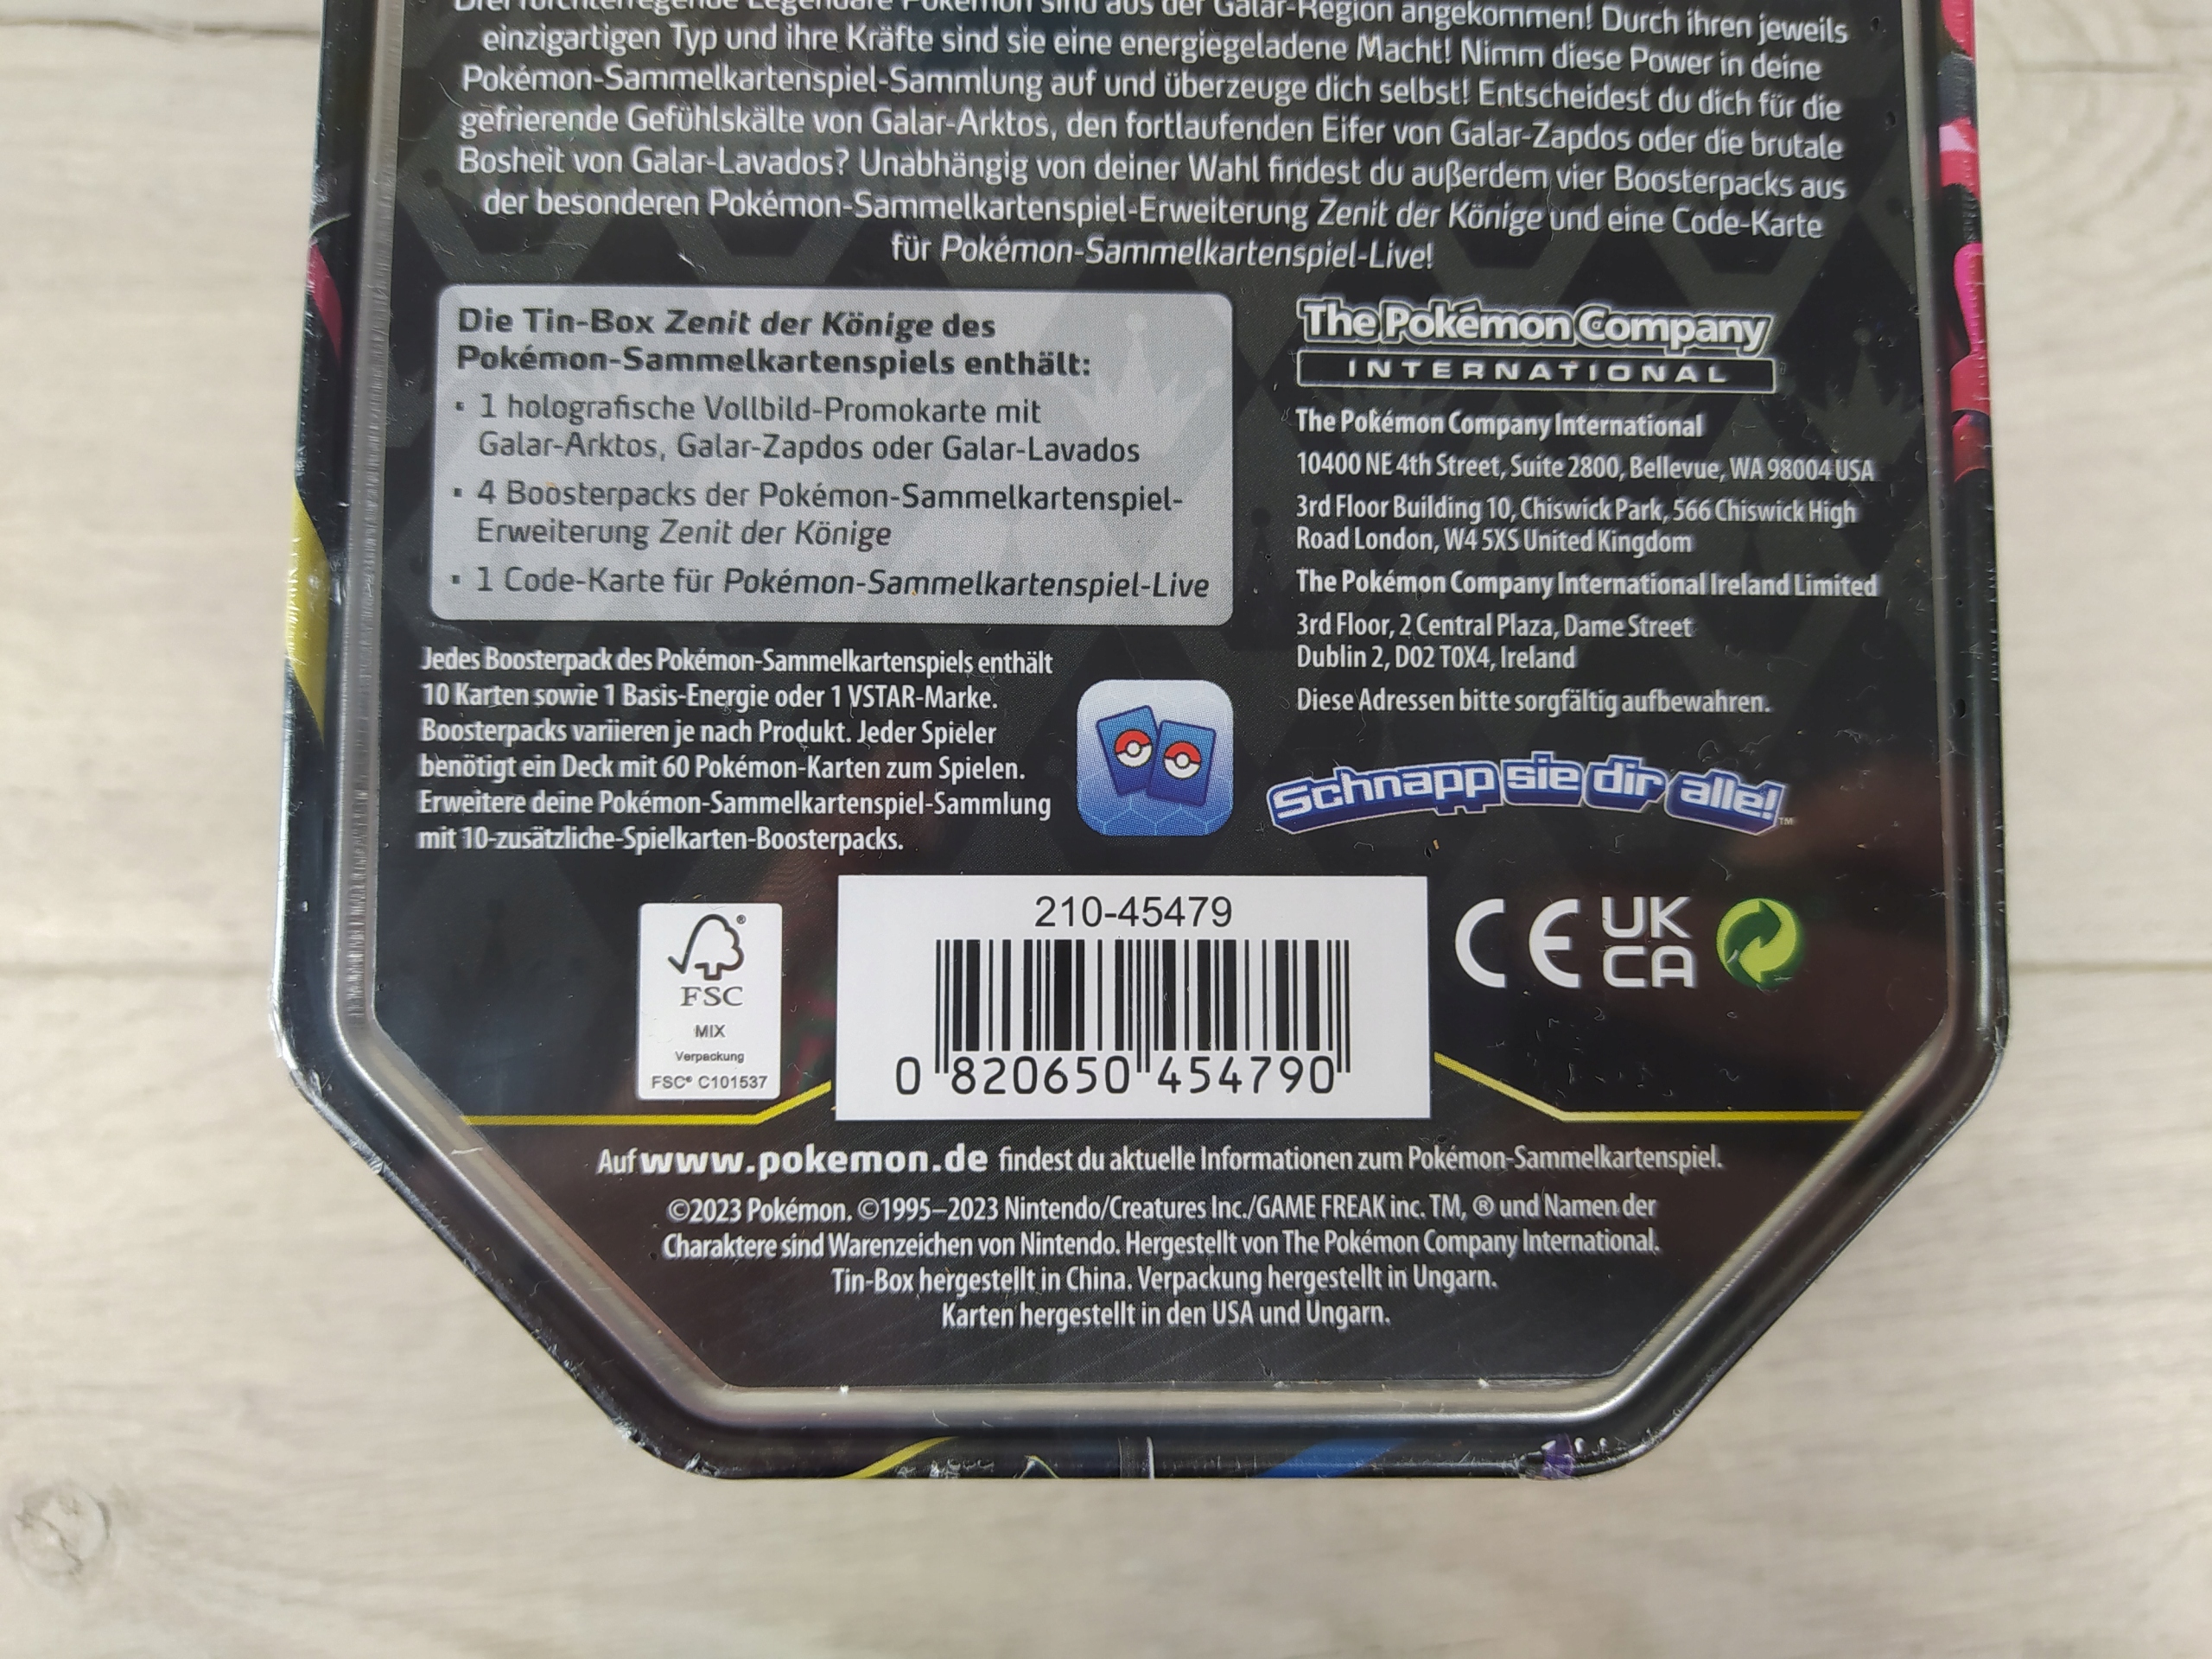 Drei furchterregende Legendäre Pokémon sind aus der Galar-Region angekommen! Durch ihren jeweils
einzigartigen Typ und ihre Kräfte sind sie eine energiegeladene Macht! Nimm diese Power in deine
Pokémon-Sammelkartenspiel-Sammlung auf und überzeuge dich selbst! Entscheidest du dich für die
gefrierende Gefühlskälte von Galar-Arktos, den fortlaufenden Eifer von Galar-Zapdos oder die brutale
Bosheit von Galar-Lavados? Unabhängig von deiner Wahl findest du außerdem vier Boosterpacks aus
der besonderen Pokémon-Sammelkartenspiel-Erweiterung Zenit der Könige und eine Code-Karte
für Pokémon-Sammelkartenspiel-Live!
Die Tin-Box Zenit der Könige des
Pokémon-Sammelkartenspiels enthält:
▪ 1 holografische Vollbild-Promokarte mit
Galar-Arktos, Galar-Zapdos oder Galar-Lavados
▪ 4 Boosterpacks der Pokémon-Sammelkartenspiel-
Erweiterung Zenit der Könige
▪ 1 Code-Karte für Pokémon-Sammelkartenspiel-Live
Jedes Boosterpack des Pokémon-Sammelkartenspiels enthält
10 Karten sowie 1 Basis-Energie oder 1 VSTAR-Marke.
Boosterpacks variieren je nach Produkt. Jeder Spieler
benötigt ein Deck mit 60 Pokémon-Karten zum Spielen.
Erweitere deine Pokémon-Sammelkartenspiel-Sammlung
mit 10-zusätzliche-Spielkarten-Boosterpacks.
The Pokémon Company
INTERNATIONAL
The Pokémon Company International
10400 NE 4th Street, Suite 2800, Bellevue, WA 98004 USA
3rd Floor Building 10, Chiswick Park, 566 Chiswick High
Road London, W4 5XS United Kingdom
The Pokémon Company International Ireland Limited
3rd Floor, 2 Central Plaza, Dame Street
Dublin 2, D02 T0X4, Ireland
Diese Adressen bitte sorgfältig aufbewahren.
Schnapp sie dir alle!™
®
FSC
MIX
Verpackung
FSC® C101537
210-45479
0 820650 454790
CE
UK
CA
Auf www.pokemon.de findest du aktuelle Informationen zum Pokémon-Sammelkartenspiel.
©2023 Pokémon. ©1995–2023 Nintendo/Creatures Inc./GAME FREAK inc. TM, ® und Namen der
Charaktere sind Warenzeichen von Nintendo. Hergestellt von The Pokémon Company International.
Tin-Box hergestellt in China. Verpackung hergestellt in Ungarn.
Karten hergestellt in den USA und Ungarn.